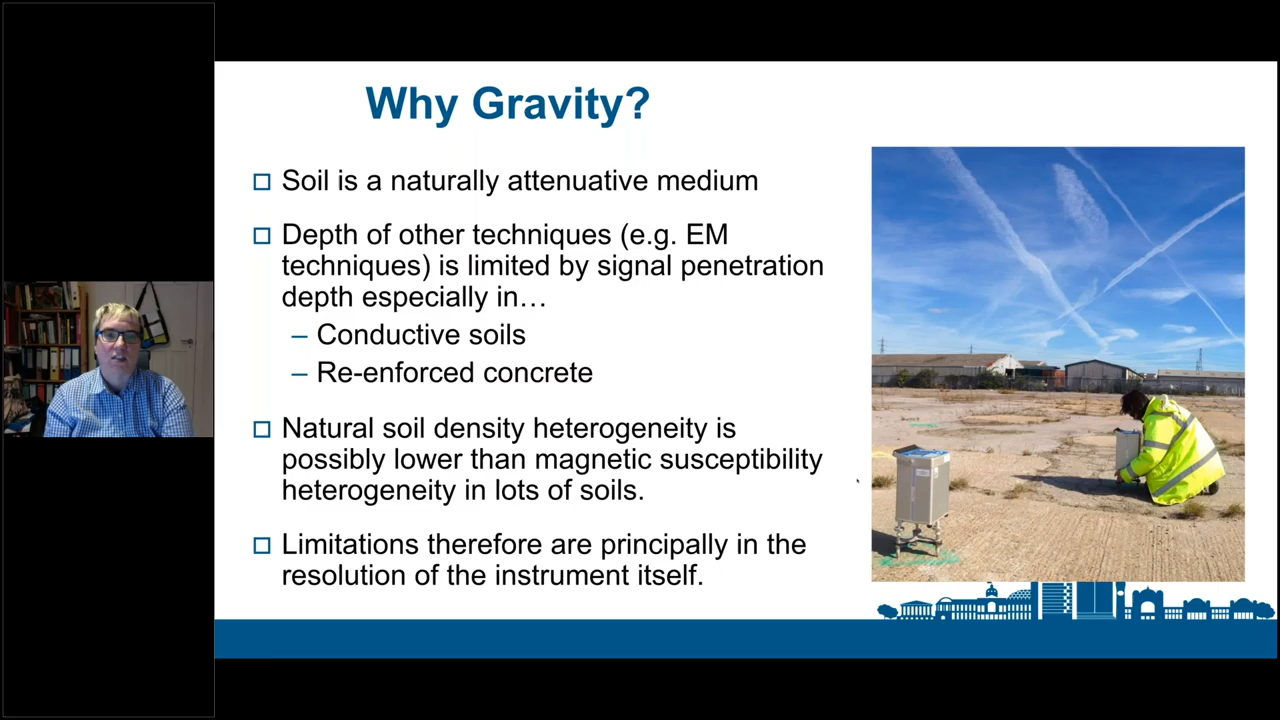 Why Gravity?
Soil is a naturally attenuative medium
Depth of other techniques (e.g. EM
techniques) is limited by signal penetration
depth especially in…
– Conductive soils
– Re-enforced concrete
Natural soil density heterogeneity is
possibly lower than magnetic susceptibility
heterogeneity in lots of soils.
Limitations therefore are principally in the
resolution of the instrument itself.